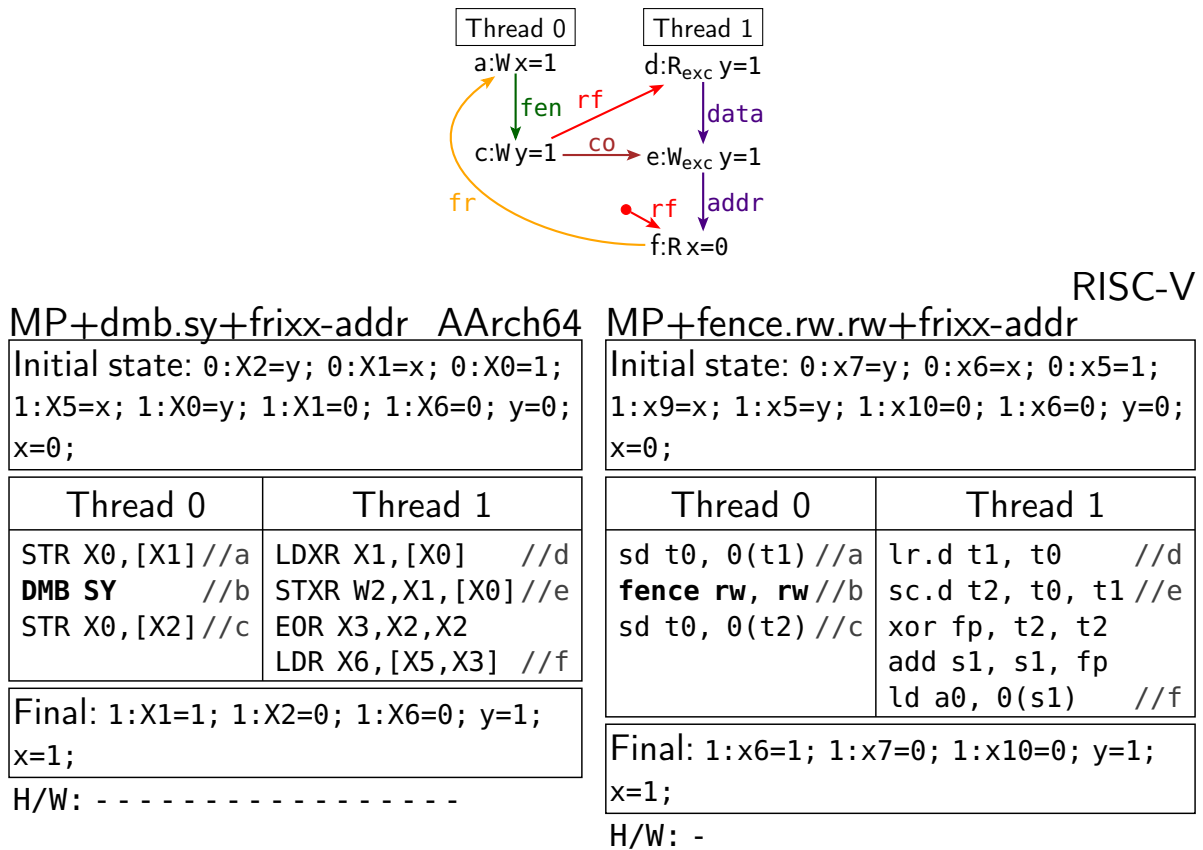 Thread 0 Thread 1
a:W x=1 d:Rexc y=1
fen rf data
c:W y=1 co e:Wexc y=1
fr rf addr
f:R x=0
MP+dmb.sy+frixx-addr AArch64
Initial state: 0:X2=y; 0:X1=x; 0:X0=1;
1:X5=x; 1:X0=y; 1:X1=0; 1:X6=0; y=0;
x=0;
Thread 0 Thread 1
STR X0,[X1]//a LDXR X1,[X0] //d
DMB SY //b STXR W2,X1,[X0]//e
STR X0,[X2]//c EOR X3,X2,X2
LDR X6,[X5,X3] //f
Final: 1:X1=1; 1:X2=0; 1:X6=0; y=1;
x=1;
H/W: - - - - - - - - - - - - - - - - -
RISC-V
MP+fence.rw.rw+frixx-addr
Initial state: 0:x7=y; 0:x6=x; 0:x5=1;
1:x9=x; 1:x5=y; 1:x10=0; 1:x6=0; y=0;
x=0;
Thread 0 Thread 1
sd t0, 0(t1)//a lr.d t1, t0 //d
fence rw, rw//b sc.d t2, t0, t1 //e
sd t0, 0(t2)//c xor fp, t2, t2
add s1, s1, fp
ld a0, 0(s1) //f
Final: 1:x6=1; 1:x7=0; 1:x10=0; y=1;
x=1;
H/W: -